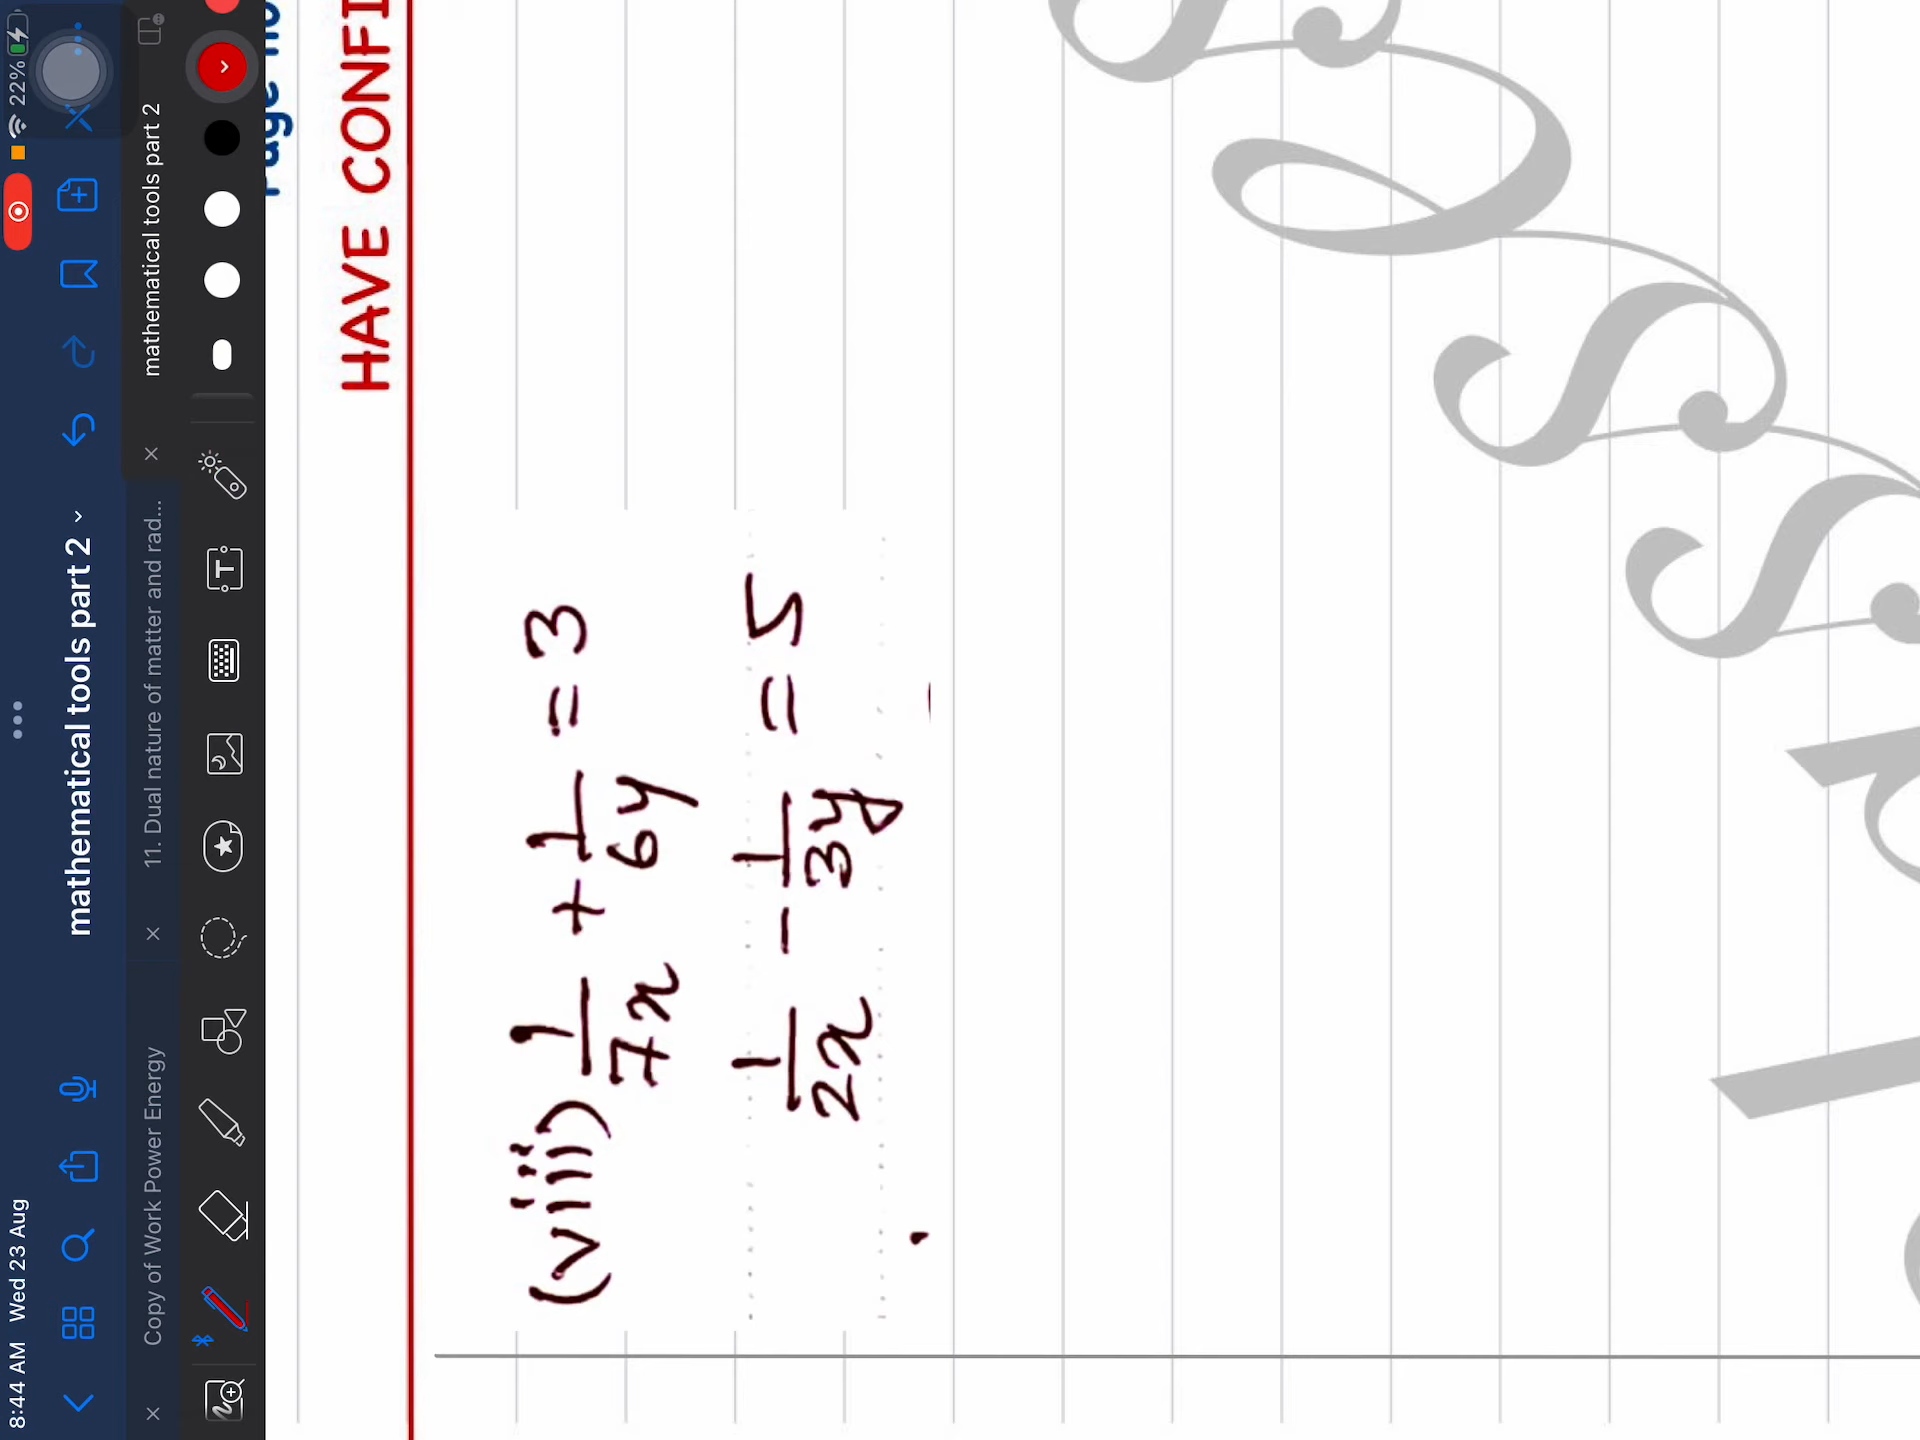 8:44 AM Wed 23 Aug
22%
mathematical tools part 2
Copy of Work Power Energy
11. Dual nature of matter and rad...
mathematical tools part 2
HAVE CONFI
(viii) 1/7x + 1/6y = 3
1/2x - 1/3y = 5